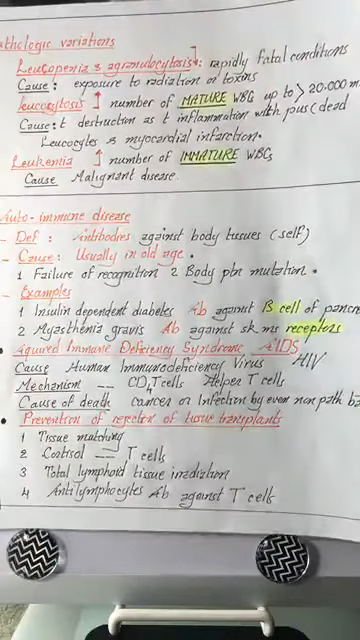 athologic variations
Leucopenia & agranulocytosis : rapidly fatal conditions
Cause : exposure to radiation or toxins
Leucocytosis ↑ number of MATURE WBCs up to > 20.000 m
Cause: t destruction as t inflammation with pus (dead
Leucocytes & myocardial infarction.
Leukemia ↑ number of IMMATURE WBCs
Cause Malignant disease.
Auto-immune disease
- Def : Antibodies against body tissues (self)
- Cause : Usually in old age .
1 Failure of recognition 2 Body ptn mutation .
- Examples
1 Insulin dependent diabetes Ab against B cell of pancre
2 Myasthenia gravis Ab against sk. ms receptors
• Aquired Immune Deficiency Syndrome AIDS
Cause Human Immunodeficiency Virus HIV
Mechanism — CD4 T cells Helper T cells
Cause of death cancer or Infection by even non path ba
• Prevention of rejection of tissue transplants
1 Tissue matching
2 Cortisol — T cells
3 Total lymphoid tissue irradiation
4 Antilymphocytes Ab against T cells